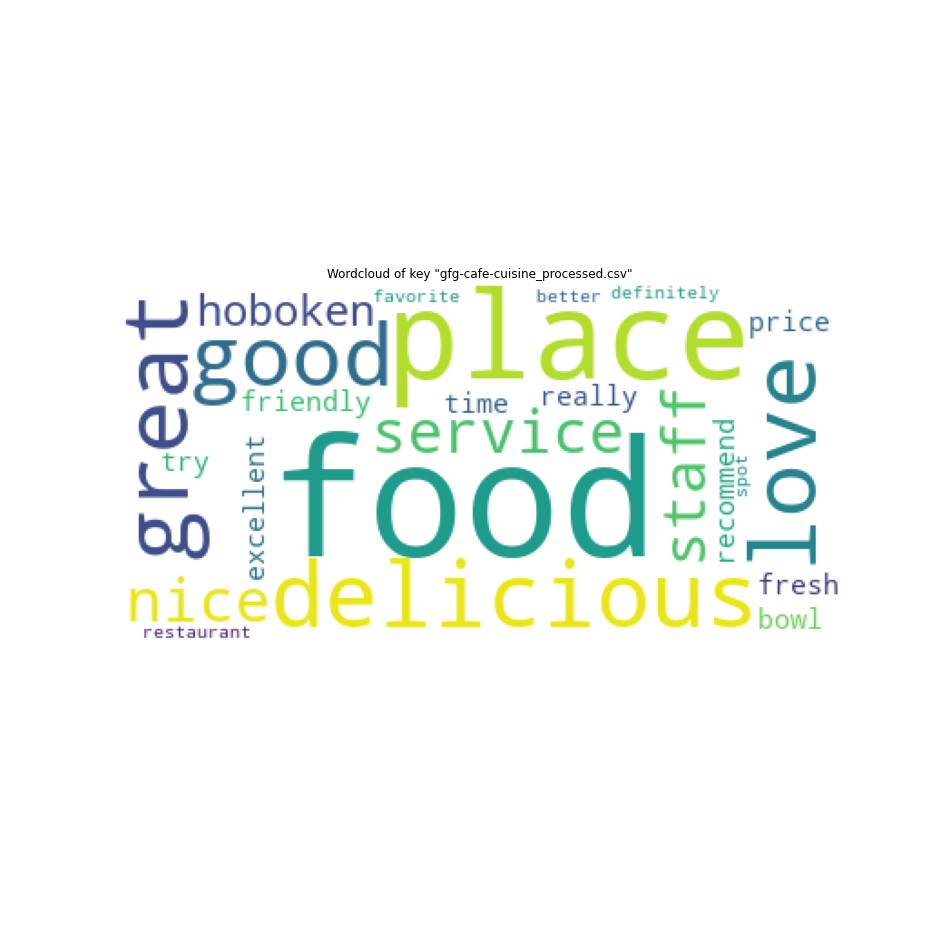 Wordcloud of key "gfg-cafe-cuisine_processed.csv"
great
hoboken
favorite
place
better
definitely
price
good
friendly
time
really
love
try
excellent
service
food
staff
recommend
spot
nice
delicious
fresh
bowl
restaurant